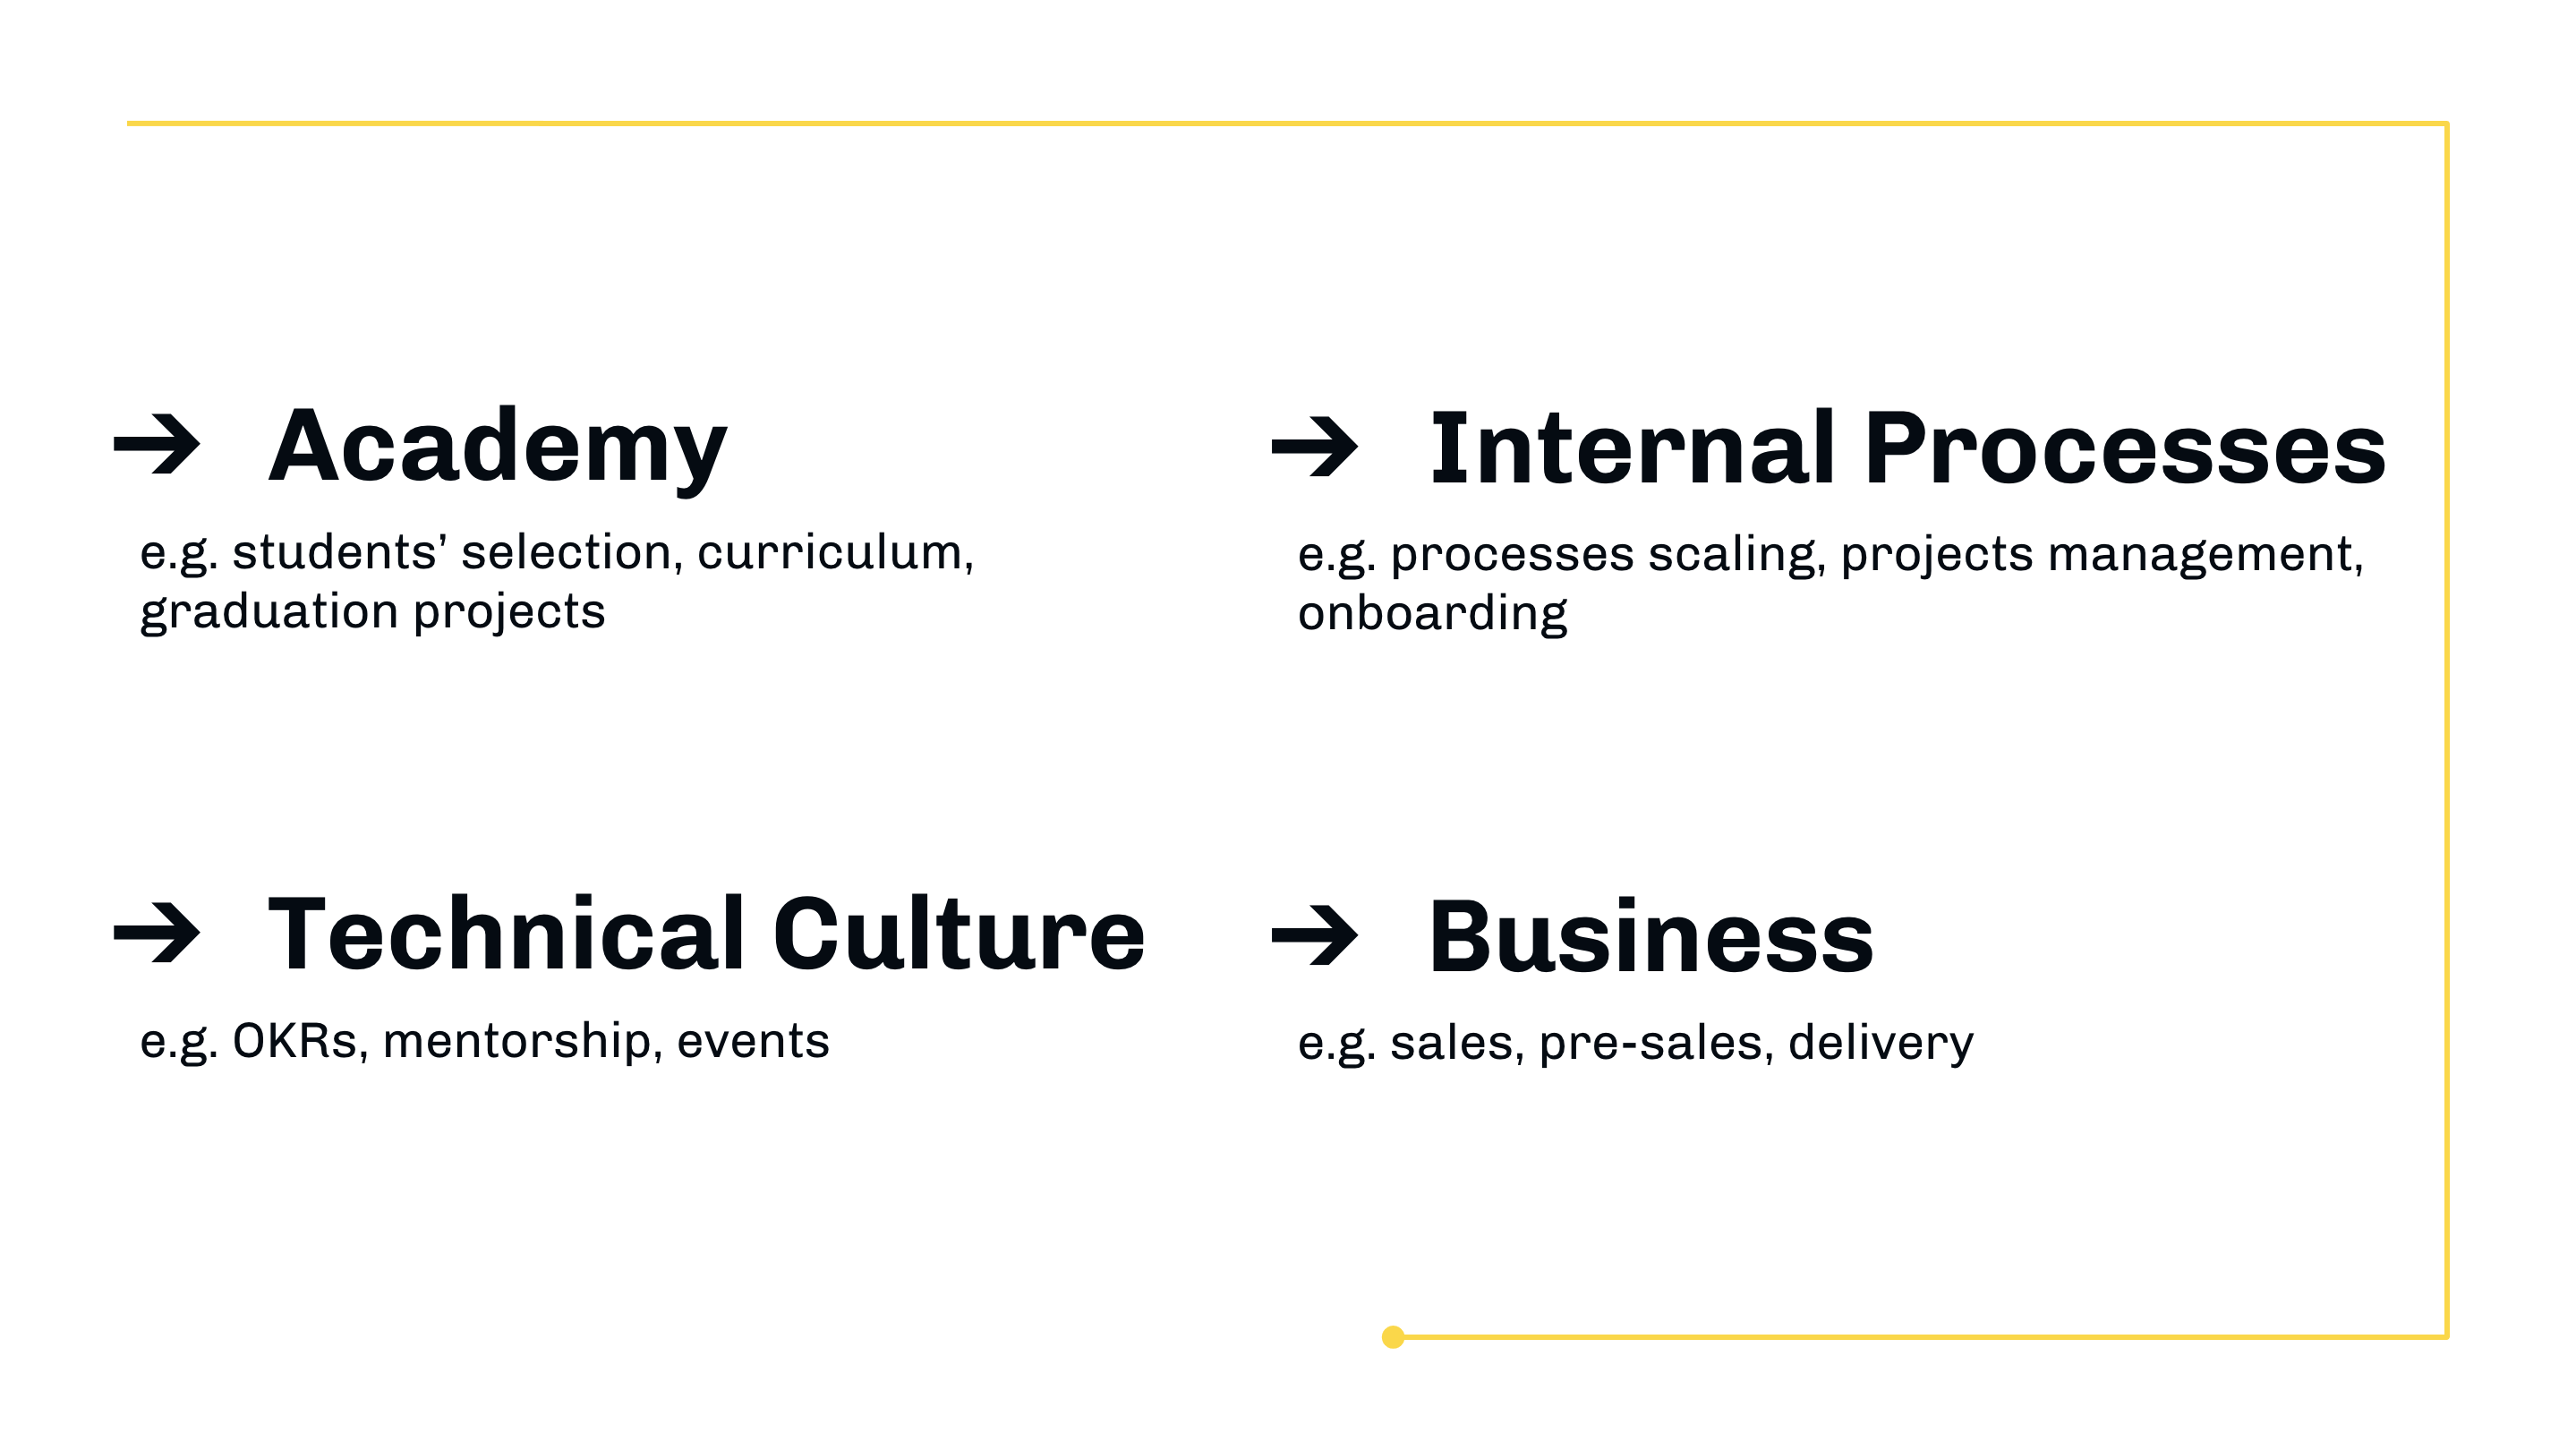 ➔ Academy
e.g. students’ selection, curriculum,
graduation projects
➔ Internal Processes
e.g. processes scaling, projects management,
onboarding
➔ Technical Culture
e.g. OKRs, mentorship, events
➔ Business
e.g. sales, pre-sales, delivery